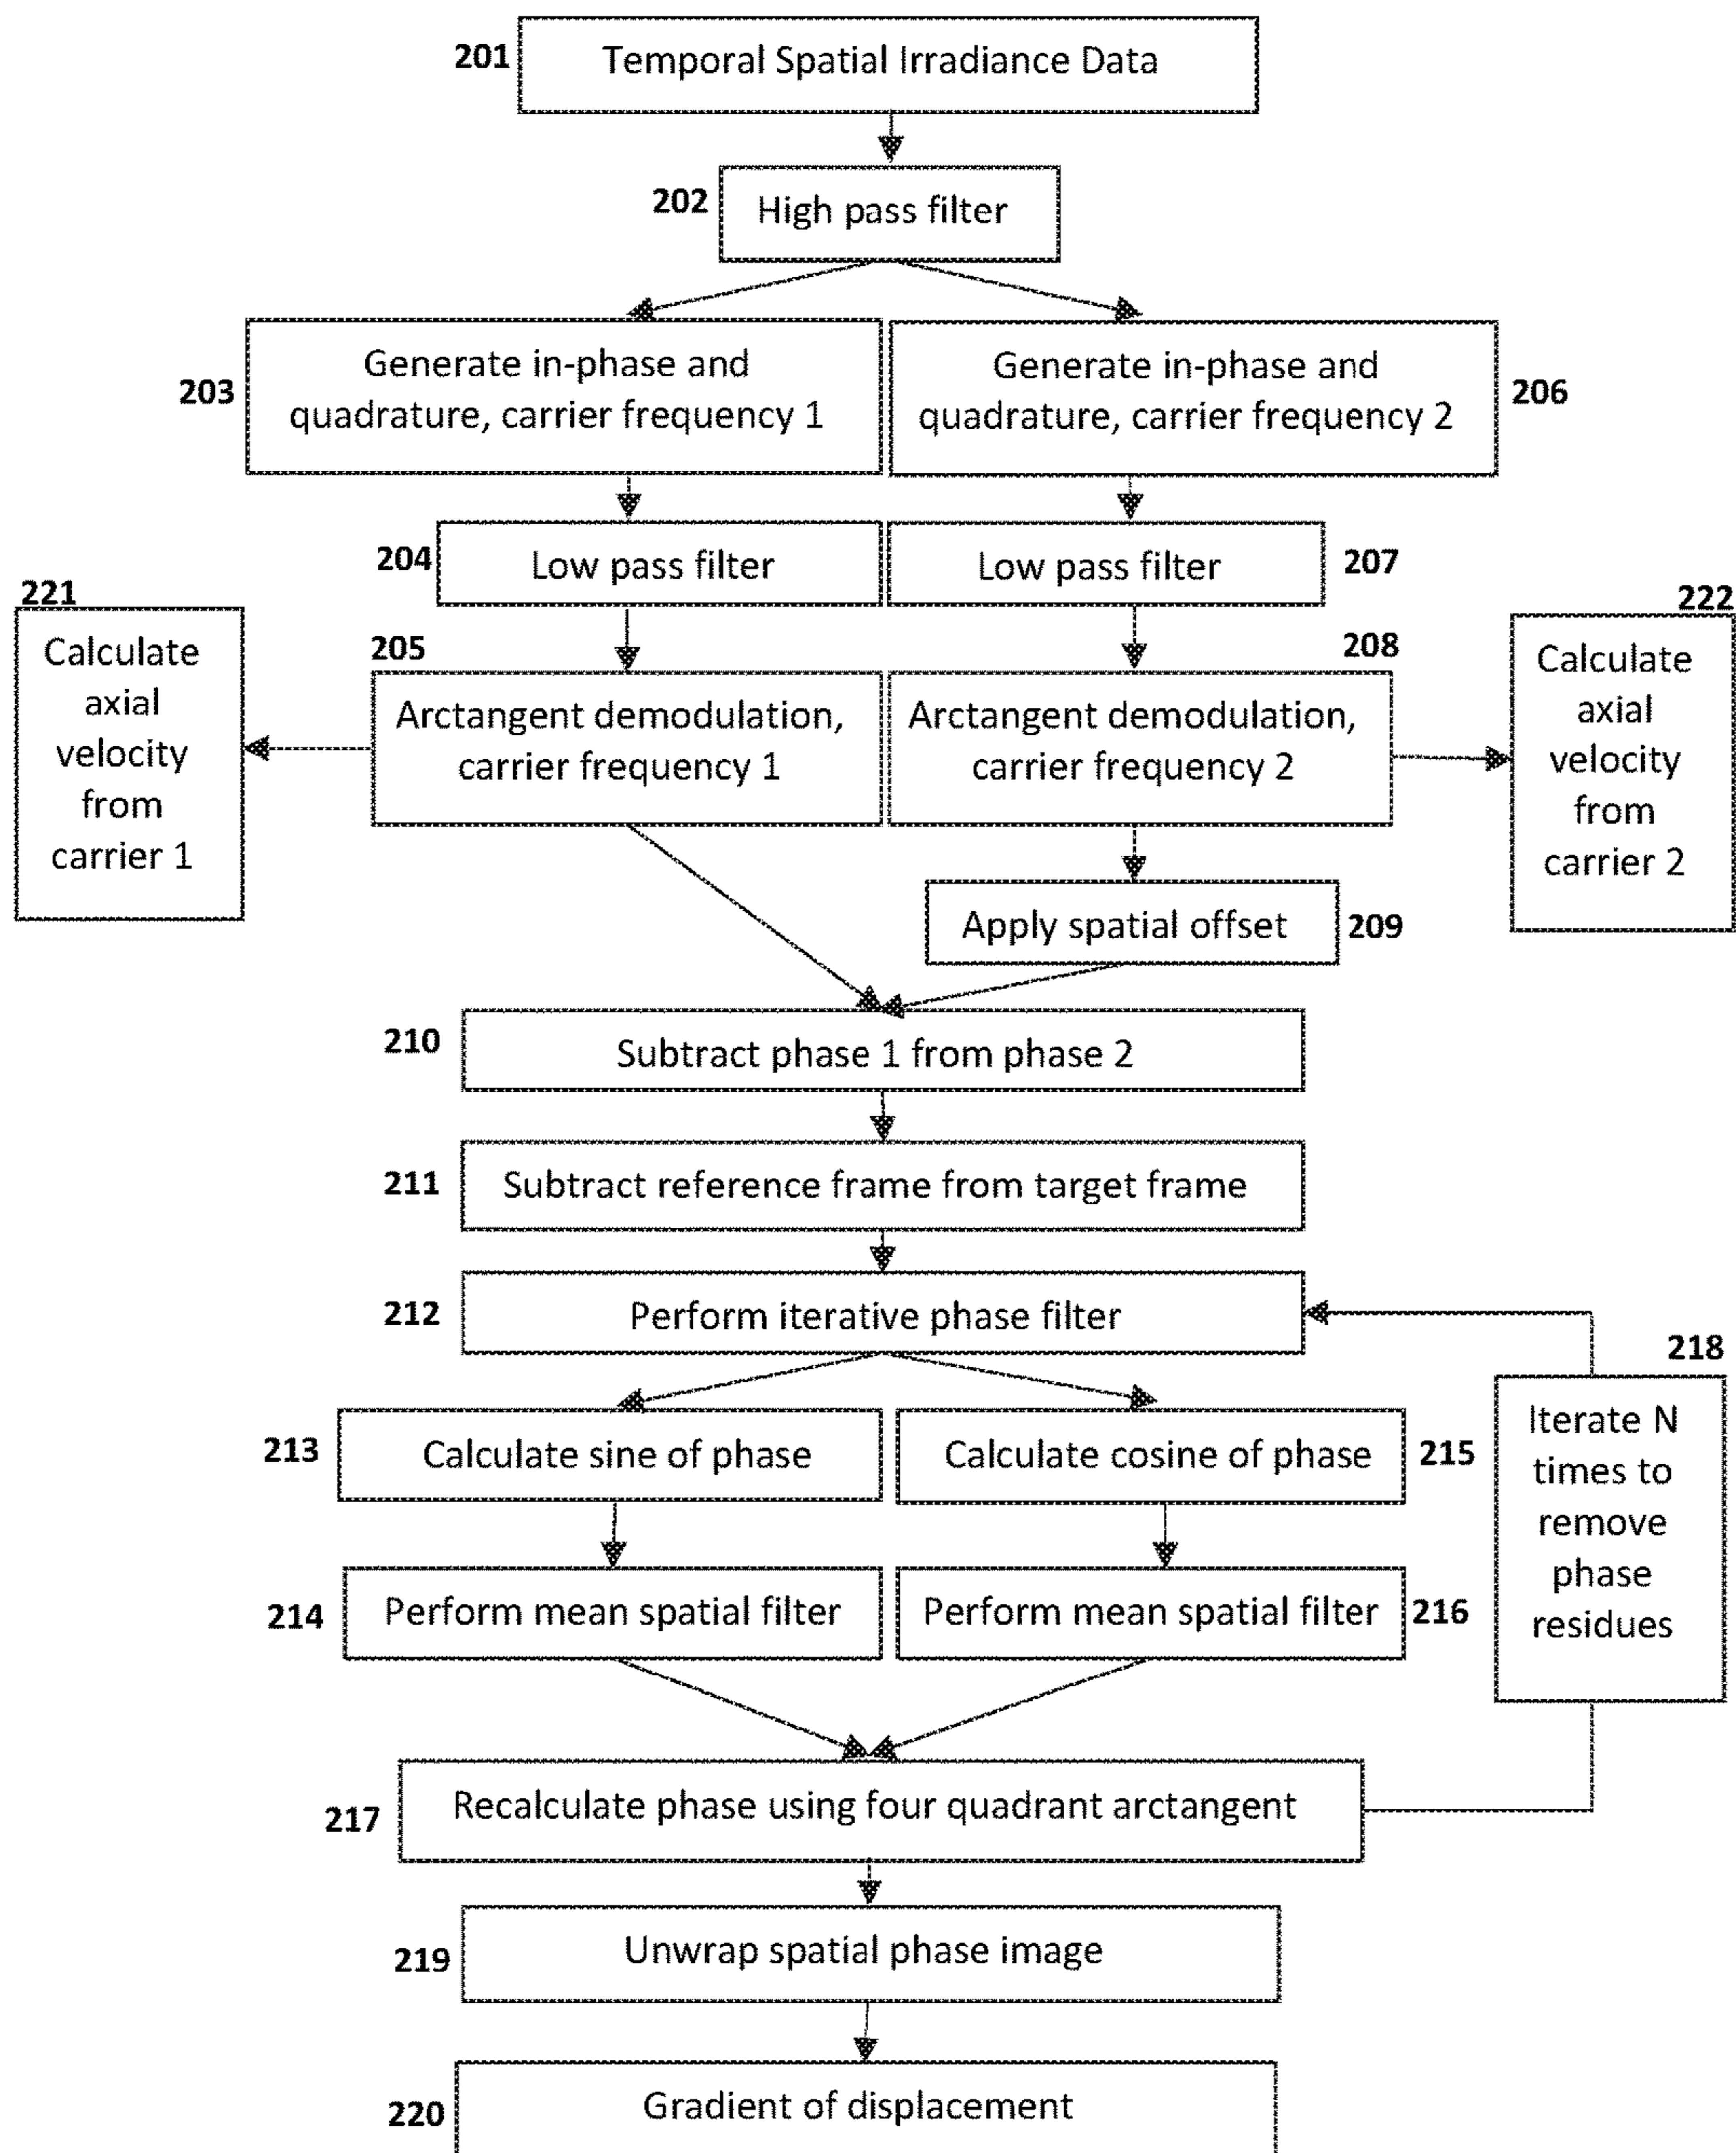 201
Temporal Spatial Irradiance Data
202
High pass filter
203
Generate in-phase and
quadrature, carrier frequency 1
Generate in-phase and
quadrature, carrier frequency 2
206
204
Low pass filter
Low pass filter
207
221
Calculate
axial
velocity
from
carrier 1
205
Arctangent demodulation,
carrier frequency 1
208
Arctangent demodulation,
carrier frequency 2
222
Calculate
axial
velocity
from
carrier 2
Apply spatial offset
209
210
Subtract phase 1 from phase 2
211
Subtract reference frame from target frame
212
Perform iterative phase filter
213
Calculate sine of phase
Calculate cosine of phase
215
218
Iterate N
times to
remove
phase
residues
214
Perform mean spatial filter
Perform mean spatial filter
216
217
Recalculate phase using four quadrant arctangent
219
Unwrap spatial phase image
220
Gradient of displacement